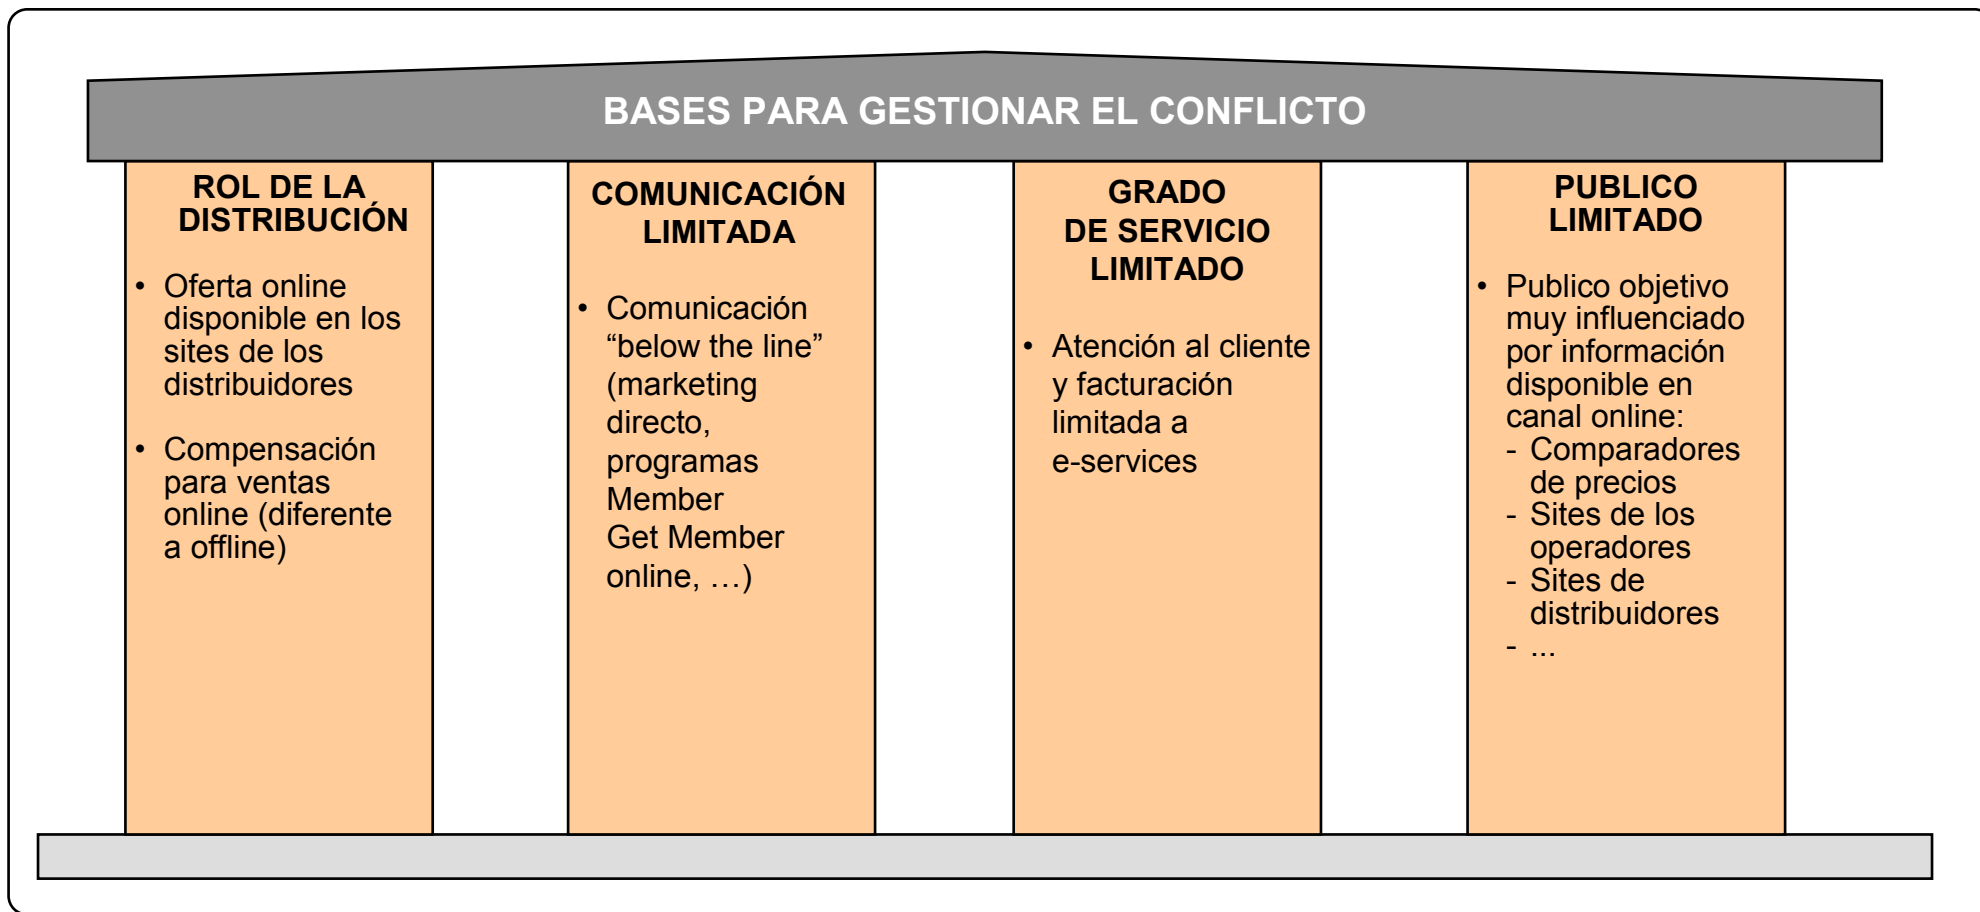 BASES PARA GESTIONAR EL CONFLICTO
ROL DE LA
DISTRIBUCIÓN
• Oferta online
disponible en los
sites de los
distribuidores
• Compensación
para ventas
online (diferente
a offline)
COMUNICACIÓN
LIMITADA
• Comunicación
“below the line”
(marketing
directo,
programas
Member
Get Member
online, …)
GRADO
DE SERVICIO
LIMITADO
• Atención al cliente
y facturación
limitada a
e-services
PUBLICO
LIMITADO
• Publico objetivo
muy influenciado
por información
disponible en
canal online:
- Comparadores
de precios
- Sites de los
operadores
- Sites de
distribuidores
- ...